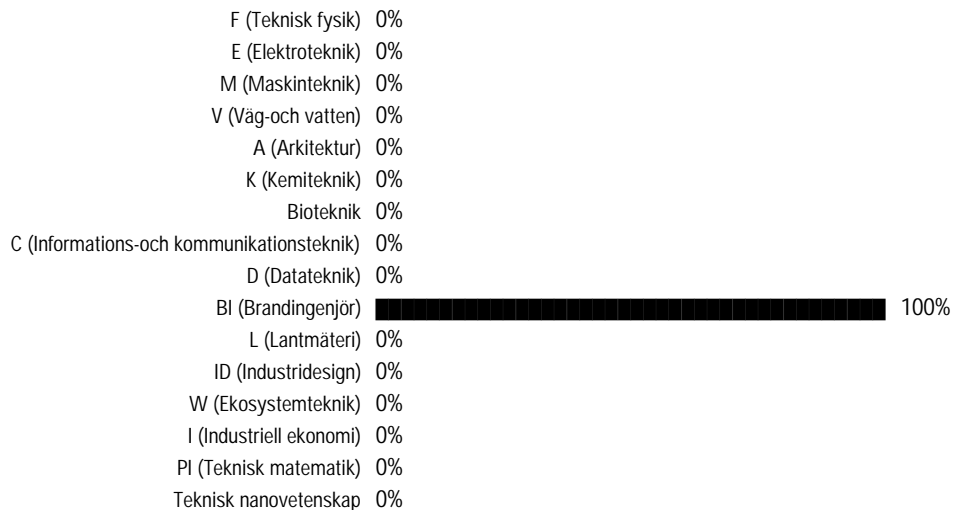 F (Teknisk fysik) 0%
E (Elektroteknik) 0%
M (Maskinteknik) 0%
V (Väg-och vatten) 0%
A (Arkitektur) 0%
K (Kemiteknik) 0%
Bioteknik 0%
C (Informations-och kommunikationsteknik) 0%
D (Datateknik) 0%
BI (Brandingenjör) 100%
L (Lantmäteri) 0%
ID (Industridesign) 0%
W (Ekosystemteknik) 0%
I (Industriell ekonomi) 0%
PI (Teknisk matematik) 0%
Teknisk nanovetenskap 0%